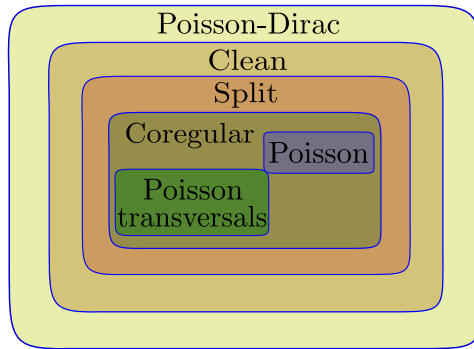 Poisson-Dirac
Clean
Split
Coregular
Poisson
Poisson
transversals